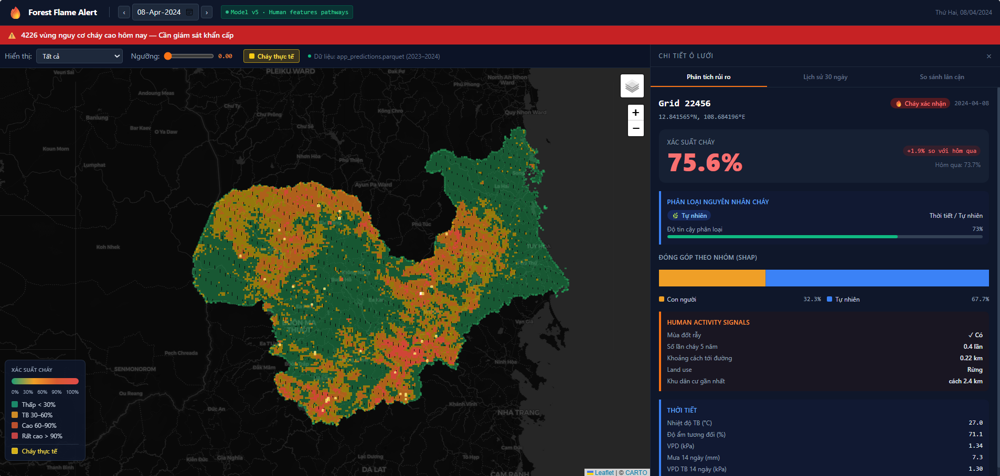 Forest Flame Alert
‹ 08-Apr-2024 ›
Model v5 · Human features pathways
Thứ Hai, 08/04/2024
4226 vùng nguy cơ cháy cao hôm nay — Cần giám sát khẩn cấp
Hiển thị: Tất cả
Ngưỡng: 0.00
Cháy thực tế
Dữ liệu: app_predictions.parquet (2023–2024)
Veun Sai
PLEIKU WARD
Đak Pơ
North An Nhon
Ward
Phú Phong
Andoung Meas
Chư Ty
Kông Chro
Quy Nhon Ward
Banlung
Chư Prông
Bar Kaev
O Ya Daw
Chư Sê
Koun Mom
Nhơn Hòa
Phú Thiện
Lumphat
Ayun Pa Ward
La Hai
Phú Túc
Koh Nhek
TUY HOA
Krông Năng
Buôn Hồ
BUÔN MA
THUỘT
Vạn Giã
Pech Chreada
Đắk Mâm
Ninh Hòa
SENMONOROM
Ou Reang
Đức An
Khánh Vĩnh
NHA TRANG
Cam Đức
Kiến Đức
Gia Nghĩa
Lạc Dương
Tô Hạp
Thanh Bình
DA LAT
CAM RANH
+
−
XÁC SUẤT CHÁY
0% 30% 60% 90% 100%
Thấp < 30%
TB 30–60%
Cao 60–90%
Rất cao > 90%
Cháy thực tế
Leaflet | © CARTO
CHI TIẾT Ô LƯỚI
×
Phân tích rủi ro
Lịch sử 30 ngày
So sánh lân cận
Grid 22456
Cháy xác nhận
2024-04-08
12.841565°N, 108.684196°E
XÁC SUẤT CHÁY
75.6%
+1.9% so với hôm qua
Hôm qua: 73.7%
PHÂN LOẠI NGUYÊN NHÂN CHÁY
Tự nhiên
Thời tiết / Tự nhiên
Độ tin cậy phân loại 73%
ĐÓNG GÓP THEO NHÓM (SHAP)
Con người 32.3%
Tự nhiên 67.7%
HUMAN ACTIVITY SIGNALS
Mùa đốt rẫy ✓ Có
Số lần cháy 5 năm 0.4 lần
Khoảng cách tới đường 0.22 km
Land use Rừng
Khu dân cư gần nhất cách 2.4 km
THỜI TIẾT
Nhiệt độ TB (°C) 27.0
Độ ẩm tương đối (%) 71.1
VPD (kPa) 1.34
Mưa 14 ngày (mm) 7.3
VPD TB 14 ngày (kPa) 1.30